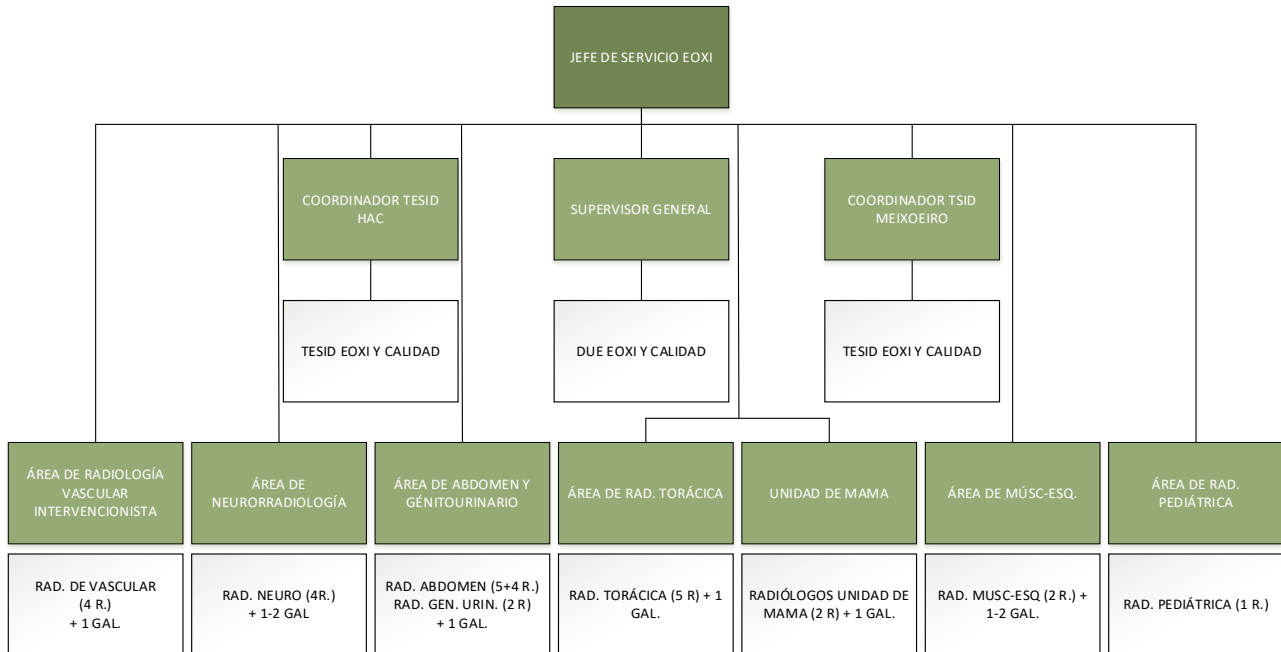 JEFE DE SERVICIO EOXI
COORDINADOR TESID
HAC
SUPERVISOR GENERAL
COORDINADOR TSID
MEIXOEIRO
TESID EOXI Y CALIDAD
DUE EOXI Y CALIDAD
TESID EOXI Y CALIDAD
ÁREA DE RADIOLOGÍA
VASCULAR
INTERVENCIONISTA
ÁREA DE
NEURORRADIOLOGÍA
ÁREA DE ABDOMEN Y
GÉNITOURINARIO
ÁREA DE RAD. TORÁCICA
UNIDAD DE MAMA
ÁREA DE MÚSC-ESQ.
ÁREA DE RAD.
PEDIÁTRICA
RAD. DE VASCULAR
(4 R.)
+ 1 GAL.
RAD. NEURO (4R.)
+ 1-2 GAL
RAD. ABDOMEN (5+4 R.)
RAD. GEN. URIN. (2 R)
+ 1 GAL.
RAD. TORÁCICA (5 R) + 1
GAL.
RADIÓLOGOS UNIDAD DE
MAMA (2 R) + 1 GAL.
RAD. MUSC-ESQ (2 R.) +
1-2 GAL.
RAD. PEDIÁTRICA (1 R.)